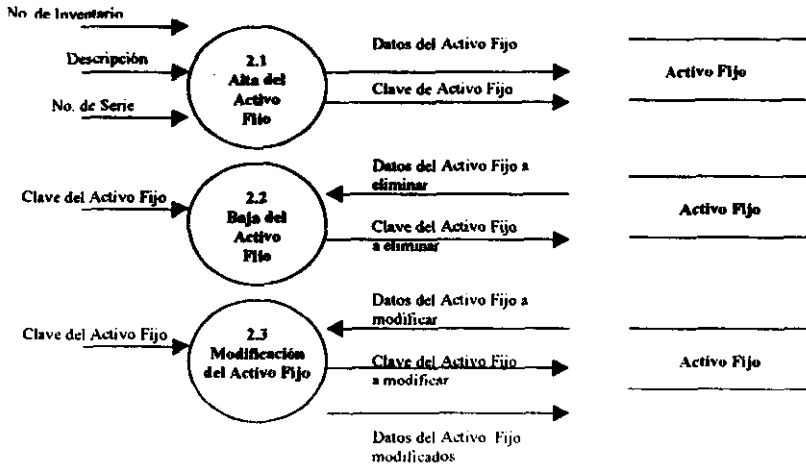 No. de Inventario
Descripción
No. de Serie
2.1
Alta del
Activo
Fijo
Datos del Activo Fijo
Clave de Activo Fijo
Activo Fijo
Clave del Activo Fijo
2.2
Baja del
Activo
Fijo
Datos del Activo Fijo a
eliminar
Clave del Activo Fijo
a eliminar
Activo Fijo
Clave del Activo Fijo
2.3
Modificación
del Activo Fijo
Datos del Activo Fijo a
modificar
Clave del Activo Fijo
a modificar
Datos del Activo Fijo
modificados
Activo Fijo